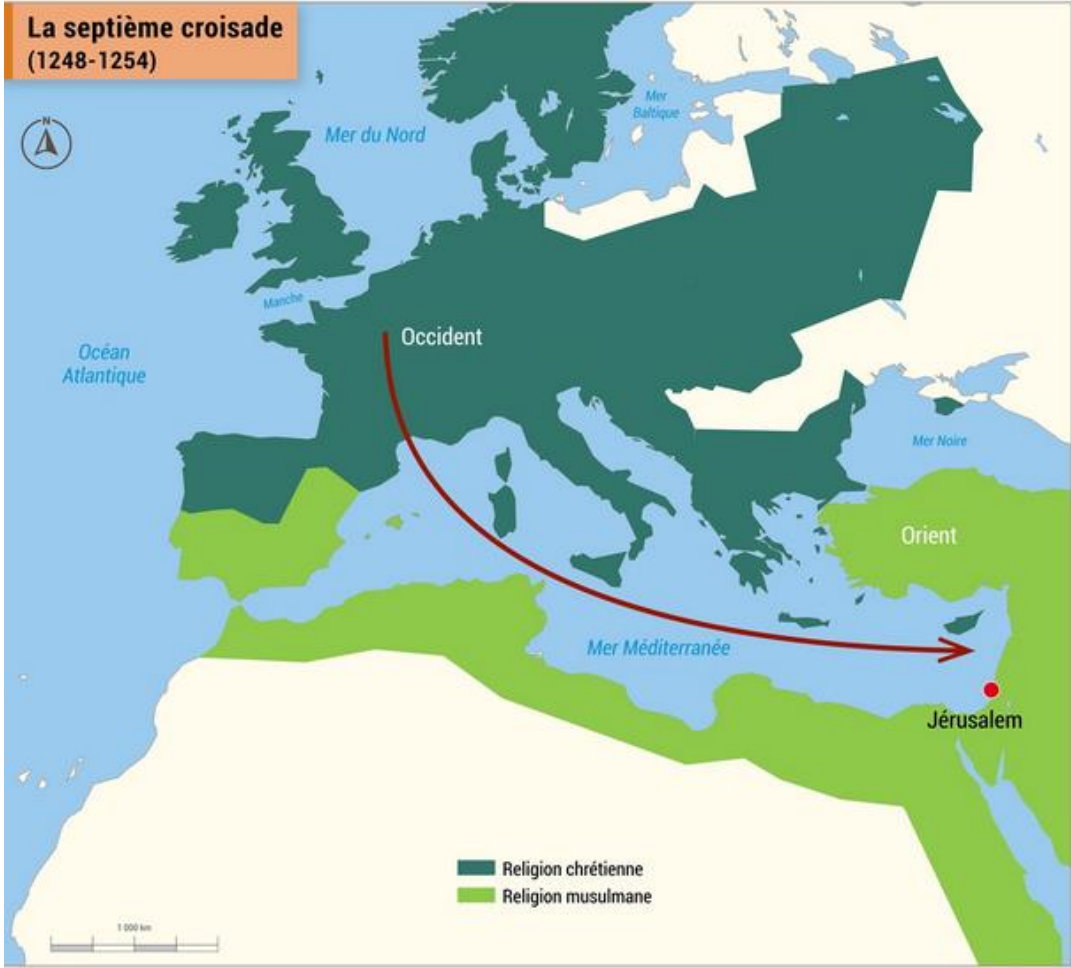 La septième croisade
(1248-1254)
N
Mer du Nord
Mer
Baltique
Manche
Occident
Océan
Atlantique
Mer Noire
Orient
Mer Méditerranée
Jérusalem
Religion chrétienne
Religion musulmane
1 000 km